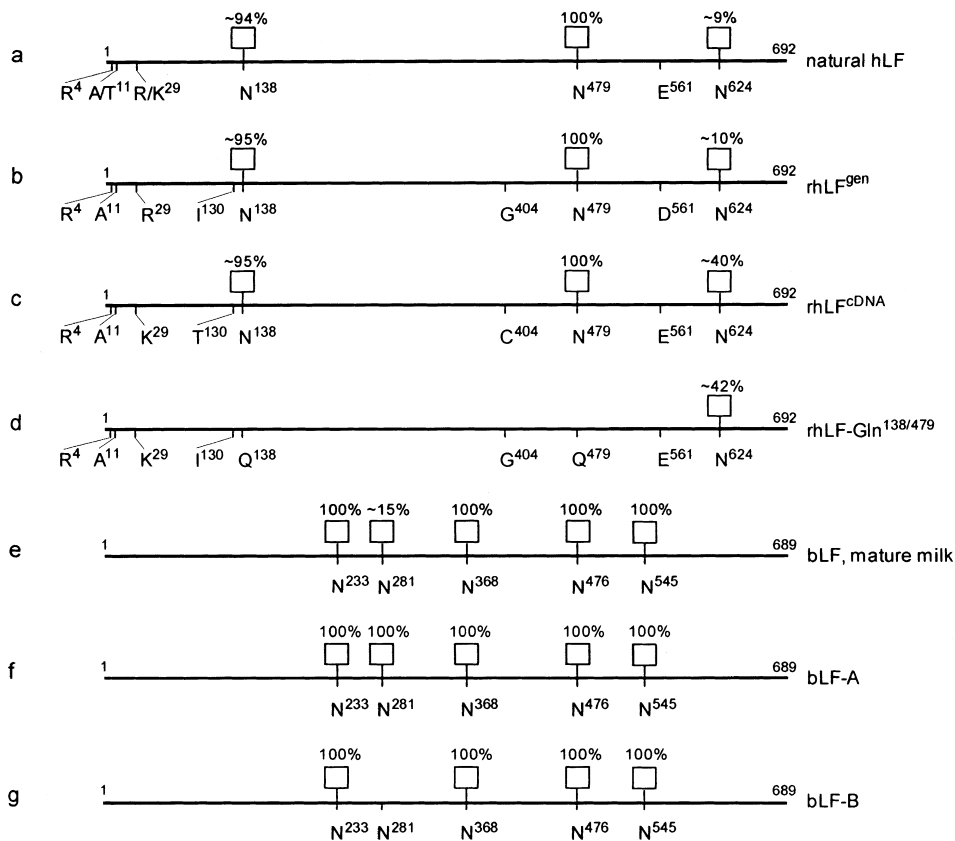 ~94% 100% ~9%
a 1 692 natural hLF
R⁴ A/T¹¹ R/K²⁹ N¹³⁸ N⁴⁷⁹ E⁵⁶¹ N⁶²⁴
~95% 100% ~10%
b 1 692 rhLFᵍᵉⁿ
R⁴ A¹¹ R²⁹ I¹³⁰ N¹³⁸ G⁴⁰⁴ N⁴⁷⁹ D⁵⁶¹ N⁶²⁴
~95% 100% ~40%
c 1 692 rhLFcDNA
R⁴ A¹¹ K²⁹ T¹³⁰ N¹³⁸ C⁴⁰⁴ N⁴⁷⁹ E⁵⁶¹ N⁶²⁴
~42%
d 1 692 rhLF-Gln¹³⁸/⁴⁷⁹
R⁴ A¹¹ K²⁹ I¹³⁰ Q¹³⁸ G⁴⁰⁴ Q⁴⁷⁹ E⁵⁶¹ N⁶²⁴
100% ~15% 100% 100% 100%
e 1 689 bLF, mature milk
N²³³ N²⁸¹ N³⁶⁸ N⁴⁷⁶ N⁵⁴⁵
100% 100% 100% 100% 100%
f 1 689 bLF-A
N²³³ N²⁸¹ N³⁶⁸ N⁴⁷⁶ N⁵⁴⁵
100% 100% 100% 100%
g 1 689 bLF-B
N²³³ N²⁸¹ N³⁶⁸ N⁴⁷⁶ N⁵⁴⁵